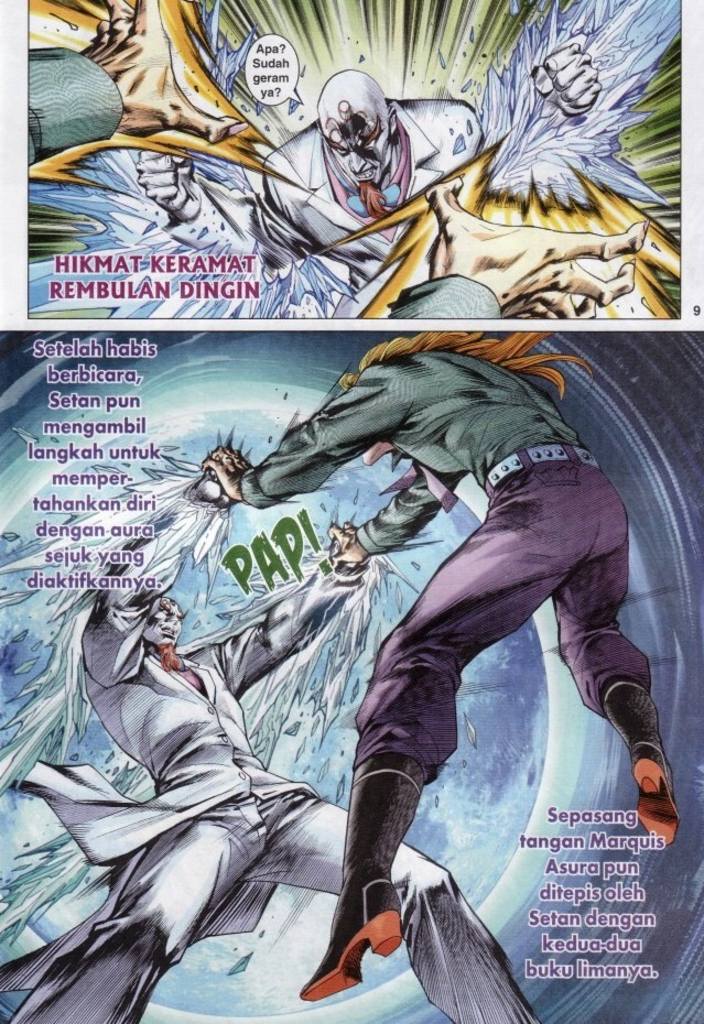 Apa?
Sudah
geram
ya?
HIKMAT KERAMAT
REMBULAN DINGIN
9
Setelah habis
berbicara,
Setan pun
mengambil
langkah untuk
memper-
tahankan diri
dengan aura
sejuk yang
diaktifkannya.
PAP!
Sepasang
tangan Marquis
Asura pun
ditepis oleh
Setan dengan
kedua-dua
buku limanya.